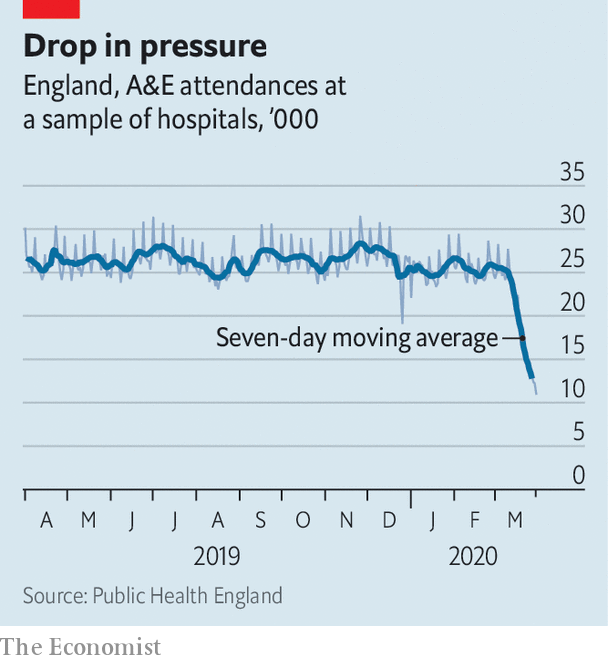 Drop in pressure
England, A&E attendances at
a sample of hospitals, ’000
35
30
25
20
Seven-day moving average
15
10
5
0
A M J J A S O N D J F M
2019 2020
Source: Public Health England
The Economist